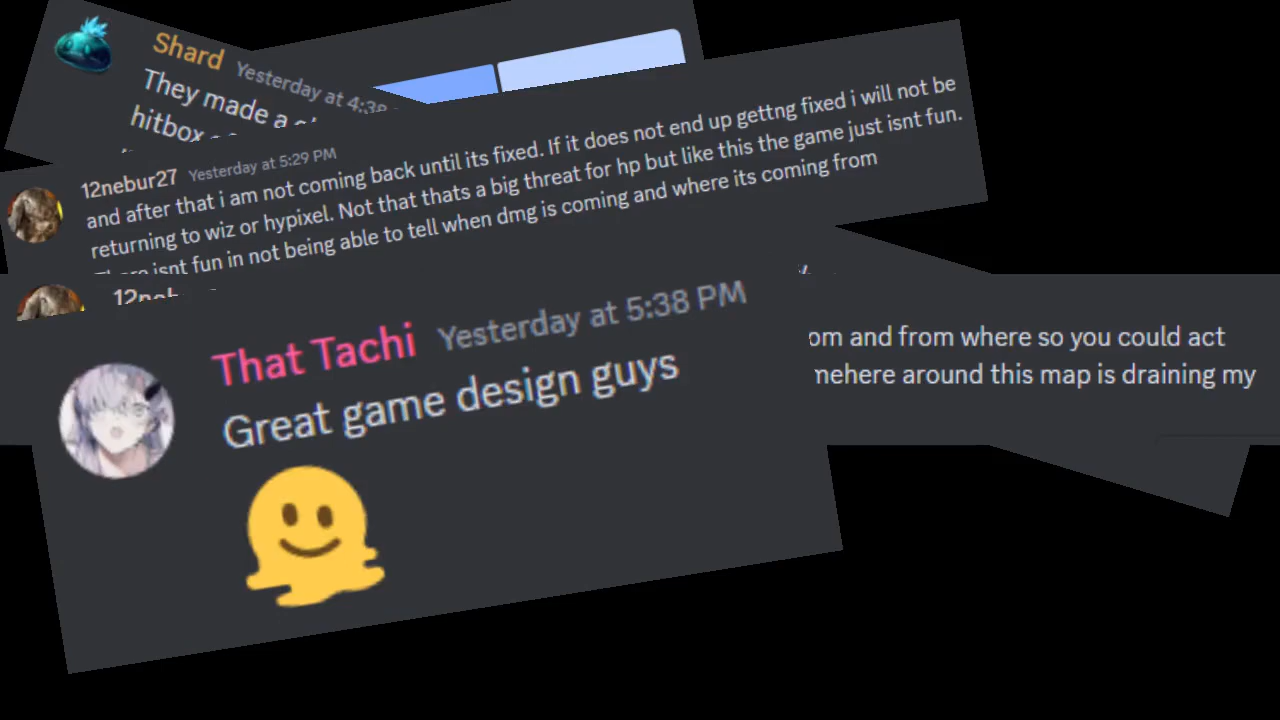 Shard Yesterday at 4:38
They made a
hitbox
12nebur27 Yesterday at 5:29 PM
and after that i am not coming back until its fixed. If it does not end up gettng fixed i will not be
returning to wiz or hypixel. Not that thats a big threat for hp but like this the game just isnt fun.
There isnt fun in not being able to tell when dmg is coming and where its coming from
That Tachi Yesterday at 5:38 PM
Great game design guys
om and from where so you could act
mehere around this map is draining my